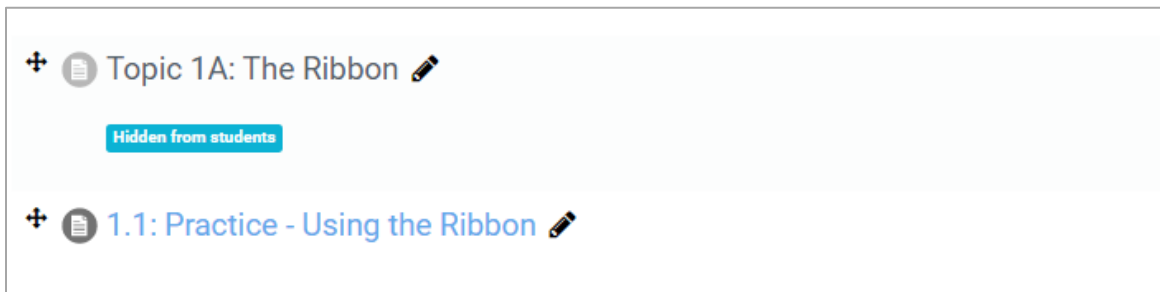 Topic 1A: The Ribbon
Hidden from students
1.1: Practice - Using the Ribbon